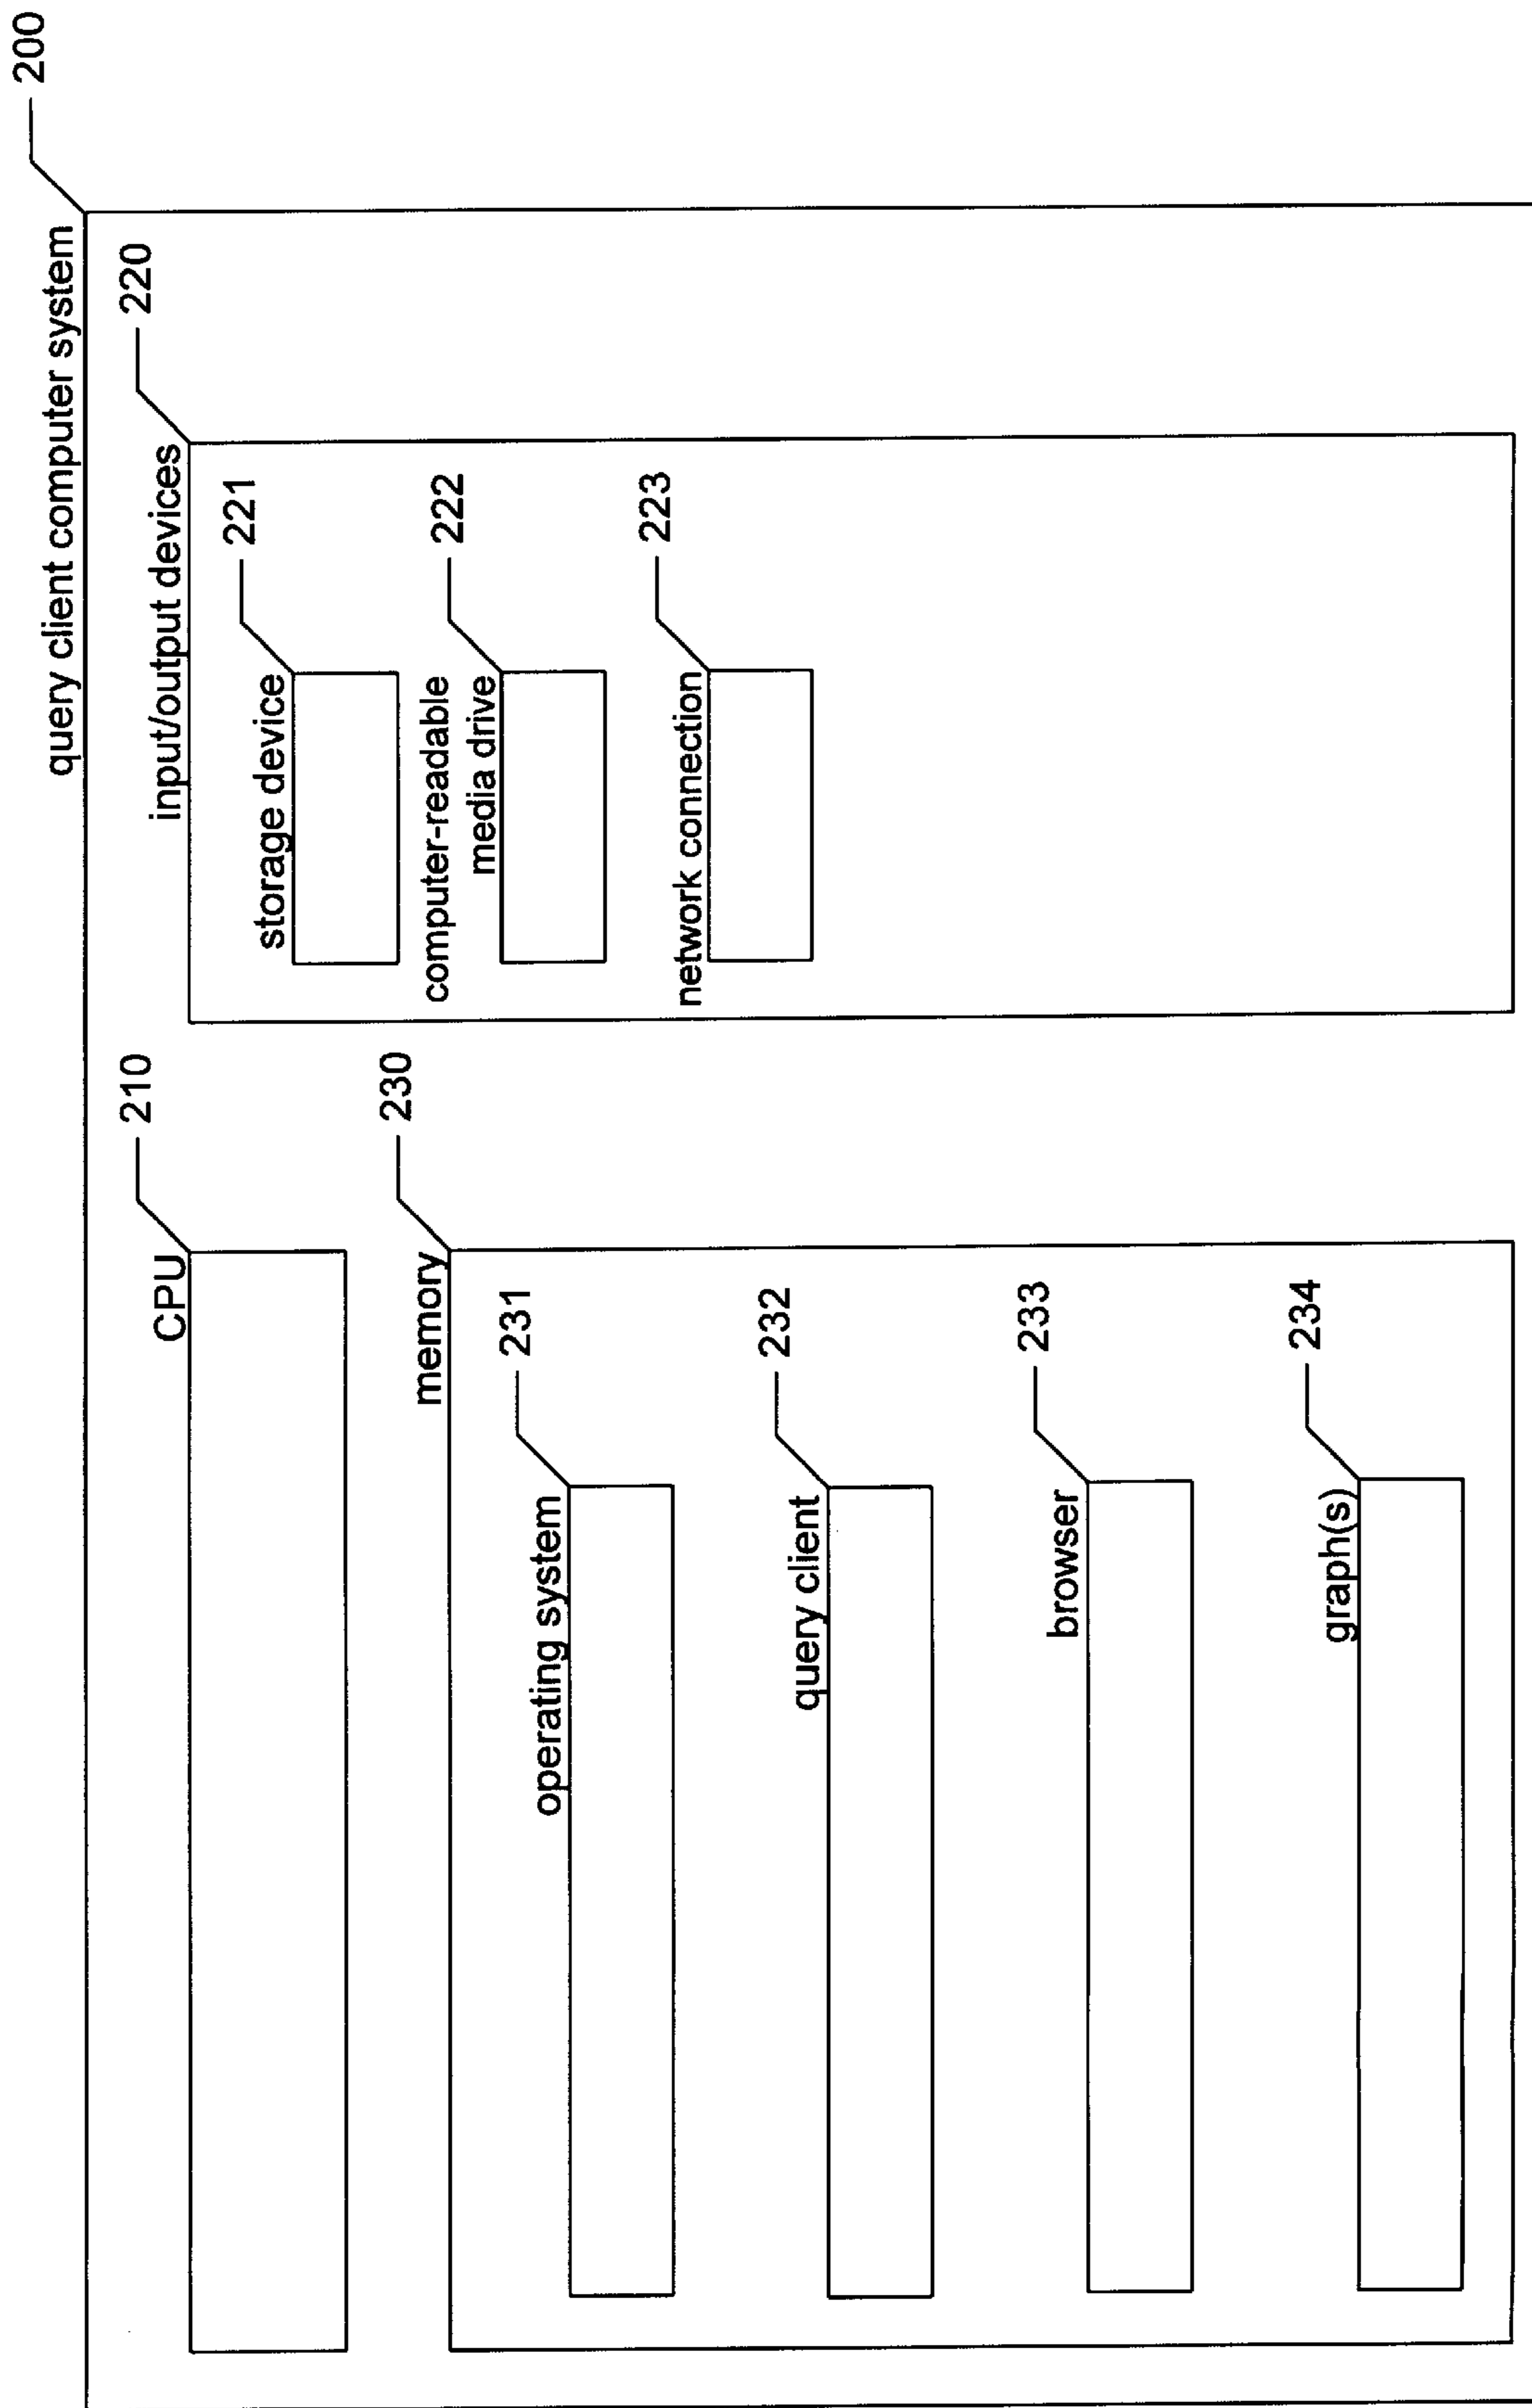 200
query client computer system
210
CPU
230
memory
231
operating system
232
query client
233
browser
234
graph(s)
220
input/output devices
221
storage device
222
computer-readable
media drive
223
network connection